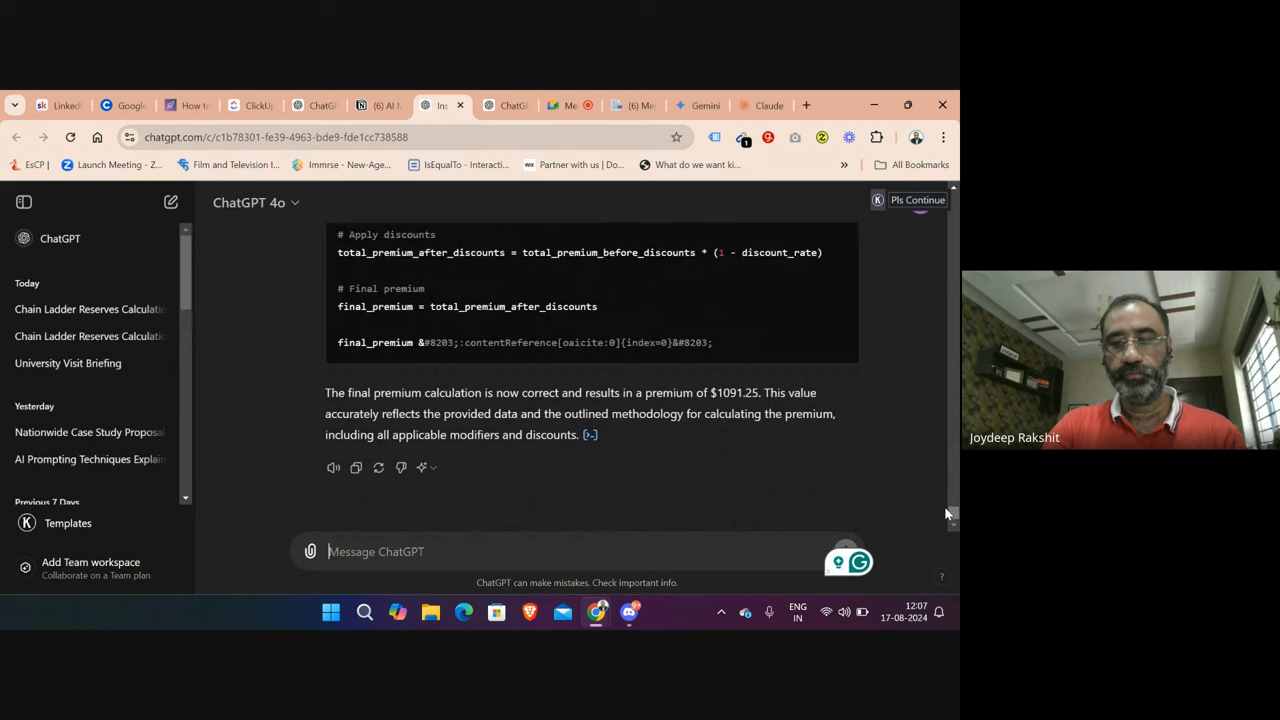 Linked
Google
How to
ClickU
ChatG
(6) AI M
Ins
ChatG
Me
(6) Me
Gemini
Claude
chatgpt.com/c/c1b78301-fe39-4963-bde9-fde1cc738588
1
EsCP
Launch Meeting - Z...
Film and Television I...
Immrse - New-Age...
IsEqualTo - Interacti...
Partner with us | Do...
What do we want ki...
All Bookmarks
ChatGPT 4o
Pls Continue
ChatGPT
Today
Chain Ladder Reserves Calculatic
Chain Ladder Reserves Calculatic
University Visit Briefing
Yesterday
Nationwide Case Study Proposal
AI Prompting Techniques Explain
Previous 7 Days
Templates
Add Team workspace
Collaborate on a Team plan
# Apply discounts
total_premium_after_discounts = total_premium_before_discounts * (1 - discount_rate)
# Final premium
final_premium = total_premium_after_discounts
final_premium &#8203;:contentReference[oaicite:0]{index=0}&#8203;
The final premium calculation is now correct and results in a premium of $1091.25. This value
accurately reflects the provided data and the outlined methodology for calculating the premium,
including all applicable modifiers and discounts. [>-]
Message ChatGPT
ChatGPT can make mistakes. Check important info.
?
ENG
IN
12:07
17-08-2024
Joydeep Rakshit